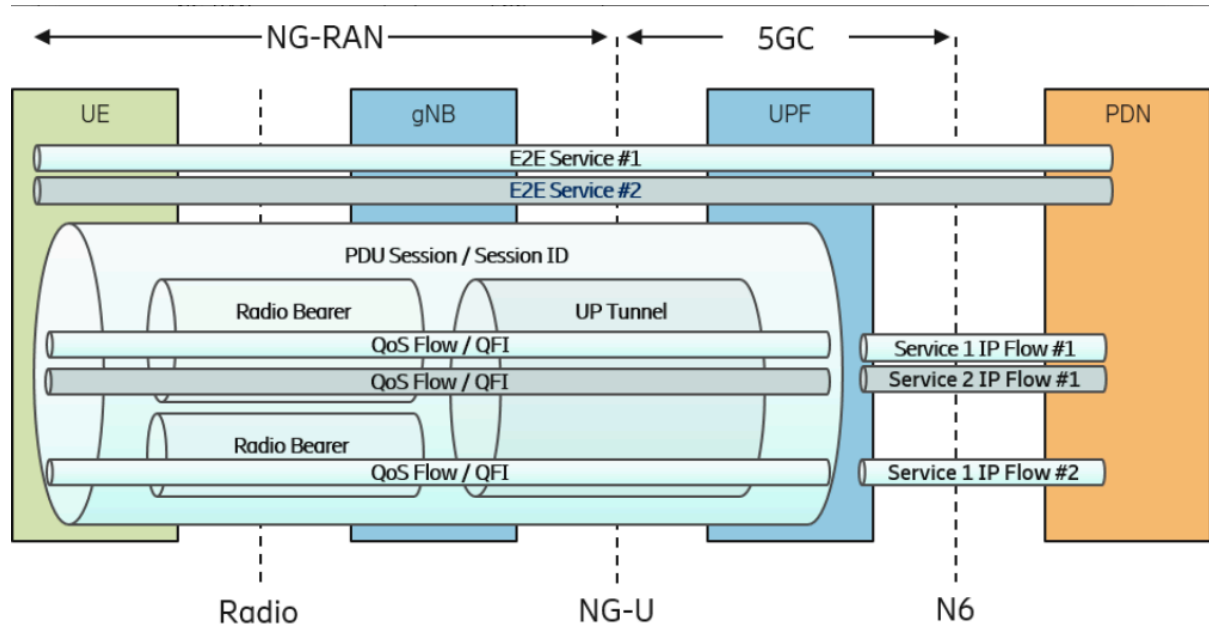 NG-RAN
5GC
UE
gNB
UPF
PDN
E2E Service #1
E2E Service #2
PDU Session / Session ID
Radio Bearer
UP Tunnel
QoS Flow / QFI
Service 1 IP Flow #1
QoS Flow / QFI
Service 2 IP Flow #1
Radio Bearer
QoS Flow / QFI
Service 1 IP Flow #2
Radio
NG-U
N6